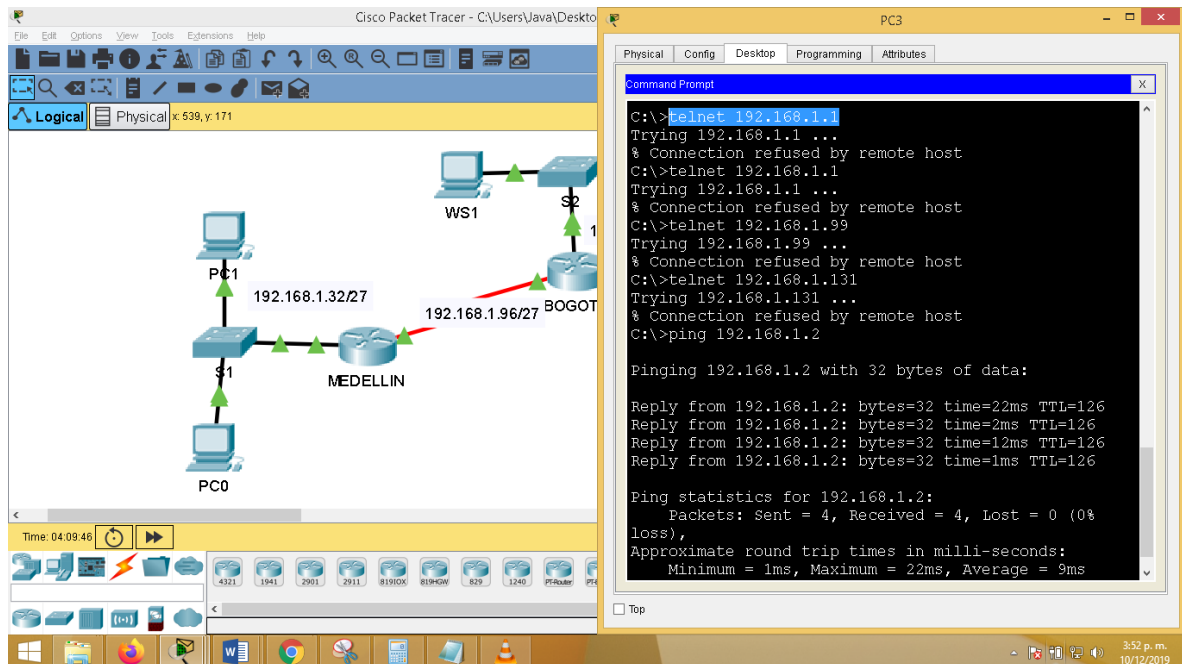 Cisco Packet Tracer - C:\Users\Java\Deskto
File Edit Options View Tools Extensions Help
Logical Physical x: 539, y: 171
WS1
S2
1
PC1
192.168.1.32/27
192.168.1.96/27
BOGOT
S1
MEDELLIN
PC0
Time: 04:09:46
4321 1941 2901 2911 819IOX 819HGW 829 1240 PT-Router
PC3
Physical Config Desktop Programming Attributes
Command Prompt X
C:\>telnet 192.168.1.1
Trying 192.168.1.1 ...
% Connection refused by remote host
C:\>telnet 192.168.1.1
Trying 192.168.1.1 ...
% Connection refused by remote host
C:\>telnet 192.168.1.99
Trying 192.168.1.99 ...
% Connection refused by remote host
C:\>telnet 192.168.1.131
Trying 192.168.1.131 ...
% Connection refused by remote host
C:\>ping 192.168.1.2
Pinging 192.168.1.2 with 32 bytes of data:
Reply from 192.168.1.2: bytes=32 time=22ms TTL=126
Reply from 192.168.1.2: bytes=32 time=2ms TTL=126
Reply from 192.168.1.2: bytes=32 time=12ms TTL=126
Reply from 192.168.1.2: bytes=32 time=1ms TTL=126
Ping statistics for 192.168.1.2:
Packets: Sent = 4, Received = 4, Lost = 0 (0%
loss),
Approximate round trip times in milli-seconds:
Minimum = 1ms, Maximum = 22ms, Average = 9ms
Top
3:52 p. m.
10/12/2019